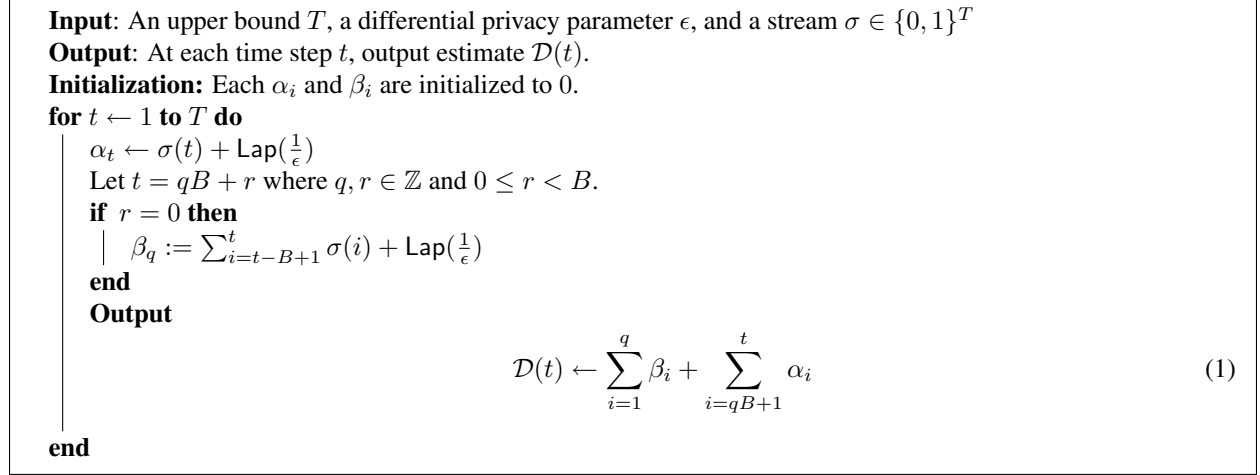 Input: An upper bound T, a differential privacy parameter ϵ, and a stream σ ∈ {0, 1}^T
Output: At each time step t, output estimate 𝒟(t).
Initialization: Each α_i and β_i are initialized to 0.
for t ← 1 to T do
α_t ← σ(t) + Lap(1/ϵ)
Let t = qB + r where q, r ∈ ℤ and 0 ≤ r < B.
if r = 0 then
β_q := ∑_{i=t−B+1}^{t} σ(i) + Lap(1/ϵ)
end
Output
𝒟(t) ← ∑_{i=1}^{q} β_i + ∑_{i=qB+1}^{t} α_i (1)
end